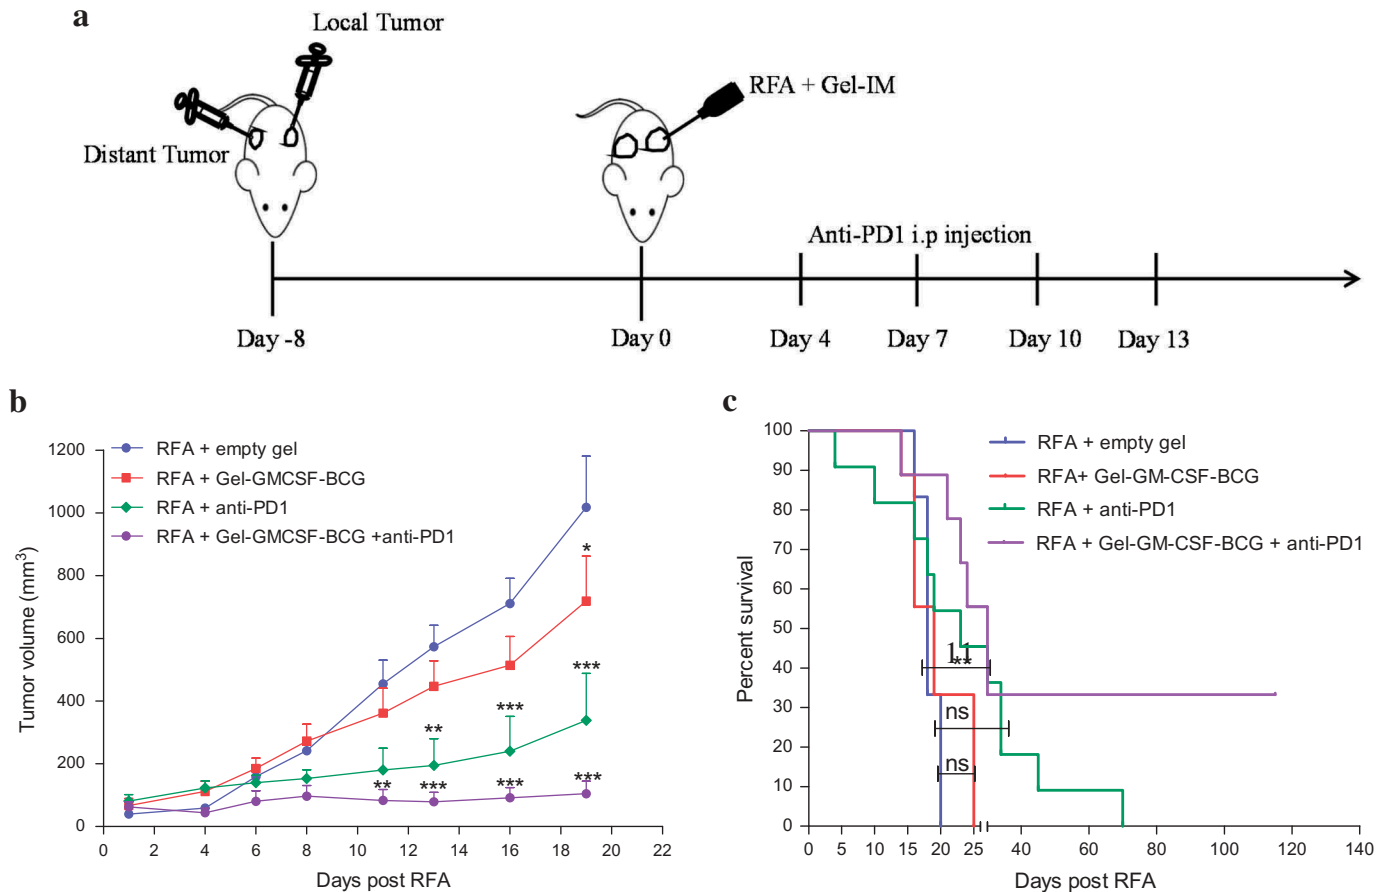 a
Local Tumor
Distant Tumor
RFA + Gel-IM
Anti-PD1 i.p injection
Day -8
Day 0
Day 4
Day 7
Day 10
Day 13
b
RFA + empty gel
RFA + Gel-GMCSF-BCG
RFA + anti-PD1
RFA + Gel-GMCSF-BCG +anti-PD1
Tumor volume (mm³)
1200
1000
800
600
400
200
0
*
***
***
**
**
***
***
***
0 2 4 6 8 10 12 14 16 18 20 22
Days post RFA
c
RFA + empty gel
RFA+ Gel-GM-CSF-BCG
RFA + anti-PD1
RFA + Gel-GM-CSF-BCG + anti-PD1
Percent survival
100
90
80
70
60
50
40
30
20
10
0
**
ns
ns
0 5 10 15 20 25 40 60 80 100 120 140
Days post RFA